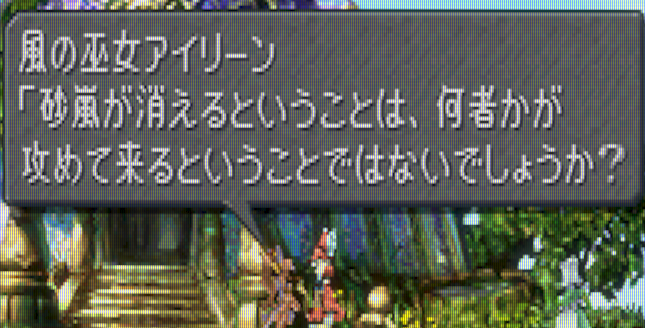 風の巫女アイリーン
「砂嵐が消えるということは、何者かが
攻めて来るということではないでしょうか?